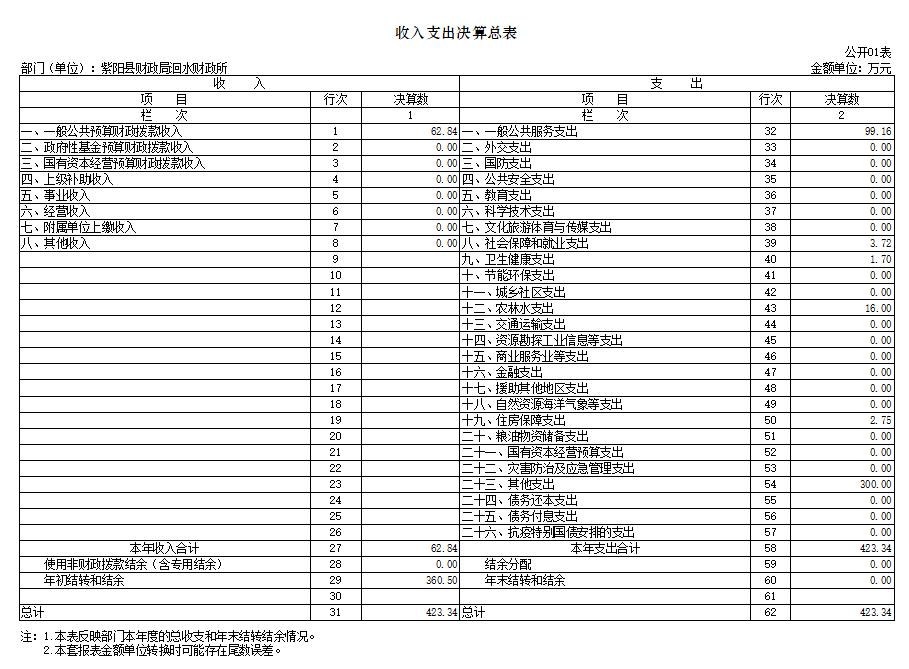 收入支出决算总表
公开01表
部门（单位）：紫阳县财政局洄水财政所 金额单位：万元
收 入 支 出
项 目 行次 决算数 项 目 行次 决算数
栏 次 1 栏 次 2
一、一般公共预算财政拨款收入 1 62.84 一、一般公共服务支出 32 99.16
二、政府性基金预算财政拨款收入 2 0.00 二、外交支出 33 0.00
三、国有资本经营预算财政拨款收入 3 0.00 三、国防支出 34 0.00
四、上级补助收入 4 0.00 四、公共安全支出 35 0.00
五、事业收入 5 0.00 五、教育支出 36 0.00
六、经营收入 6 0.00 六、科学技术支出 37 0.00
七、附属单位上缴收入 7 0.00 七、文化旅游体育与传媒支出 38 0.00
八、其他收入 8 0.00 八、社会保障和就业支出 39 3.72
9 九、卫生健康支出 40 1.70
10 十、节能环保支出 41 0.00
11 十一、城乡社区支出 42 0.00
12 十二、农林水支出 43 16.00
13 十三、交通运输支出 44 0.00
14 十四、资源勘探工业信息等支出 45 0.00
15 十五、商业服务业等支出 46 0.00
16 十六、金融支出 47 0.00
17 十七、援助其他地区支出 48 0.00
18 十八、自然资源海洋气象等支出 49 0.00
19 十九、住房保障支出 50 2.75
20 二十、粮油物资储备支出 51 0.00
21 二十一、国有资本经营预算支出 52 0.00
22 二十二、灾害防治及应急管理支出 53 0.00
23 二十三、其他支出 54 300.00
24 二十四、债务还本支出 55 0.00
25 二十五、债务付息支出 56 0.00
26 二十六、抗疫特别国债安排的支出 57 0.00
本年收入合计 27 62.84 本年支出合计 58 423.34
使用非财政拨款结余（含专用结余） 28 0.00 结余分配 59 0.00
年初结转和结余 29 360.50 年末结转和结余 60 0.00
30 61
总计 31 423.34 总计 62 423.34
注：1.本表反映部门本年度的总收支和年末结转结余情况。
2.本套报表金额单位转换时可能存在尾数误差。